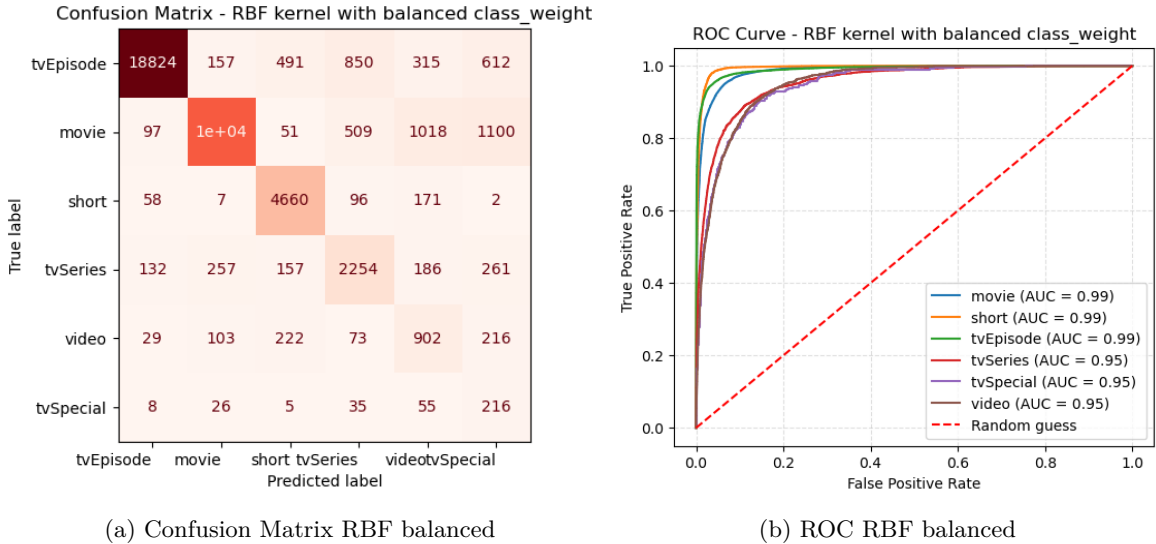 Confusion Matrix - RBF kernel with balanced class_weight
True label
tvEpisode 18824 157 491 850 315 612
movie 97 1e+04 51 509 1018 1100
short 58 7 4660 96 171 2
tvSeries 132 257 157 2254 186 261
video 29 103 222 73 902 216
tvSpecial 8 26 5 35 55 216
tvEpisode movie short tvSeries video tvSpecial
Predicted label
(a) Confusion Matrix RBF balanced
ROC Curve - RBF kernel with balanced class_weight
True Positive Rate
1.0
0.8
0.6
0.4
0.2
0.0
movie (AUC = 0.99)
short (AUC = 0.99)
tvEpisode (AUC = 0.99)
tvSeries (AUC = 0.95)
tvSpecial (AUC = 0.95)
video (AUC = 0.95)
Random guess
0.0 0.2 0.4 0.6 0.8 1.0
False Positive Rate
(b) ROC RBF balanced